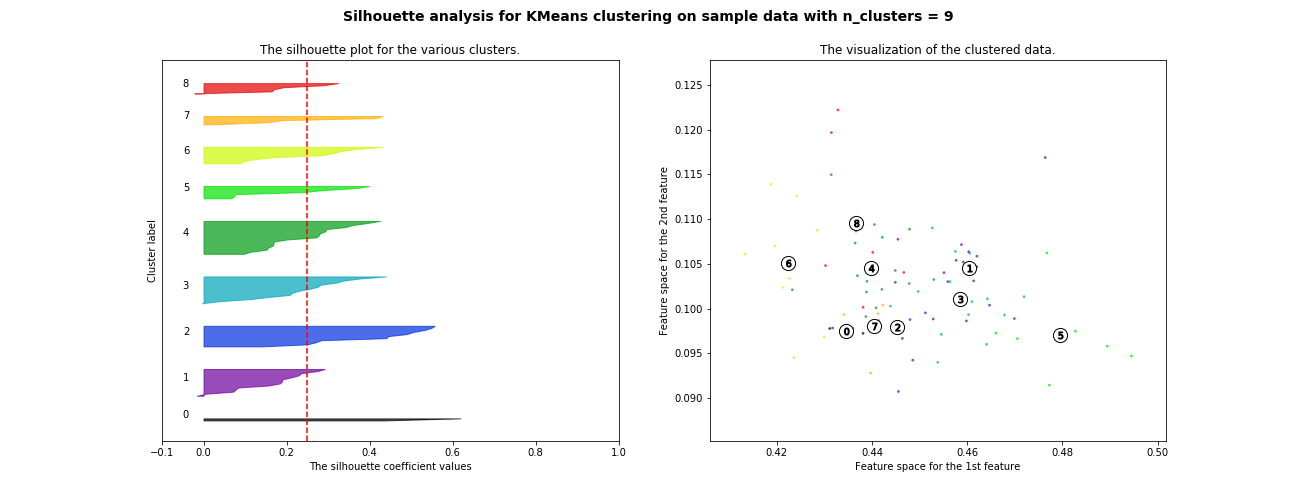 Silhouette analysis for KMeans clustering on sample data with n_clusters = 9
The silhouette plot for the various clusters.
Cluster label
8
7
6
5
4
3
2
1
0
−0.1 0.0 0.2 0.4 0.6 0.8 1.0
The silhouette coefficient values
The visualization of the clustered data.
Feature space for the 2nd feature
0.125
0.120
0.115
0.110
0.105
0.100
0.095
0.090
8
6
4
1
3
0
7
2
5
0.42 0.44 0.46 0.48 0.50
Feature space for the 1st feature